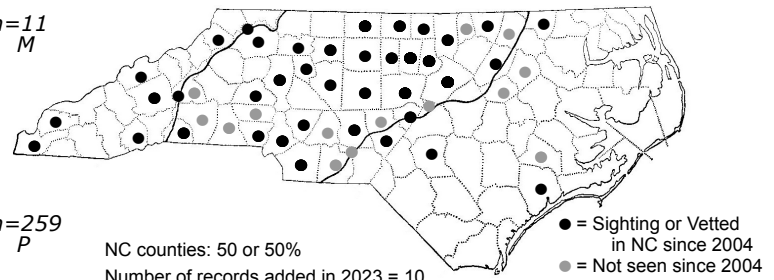 n=11
M
n=259
P
NC counties: 50 or 50%
Number of records added in 2023 = 10
= Sighting or Vetted
in NC since 2004
= Not seen since 2004